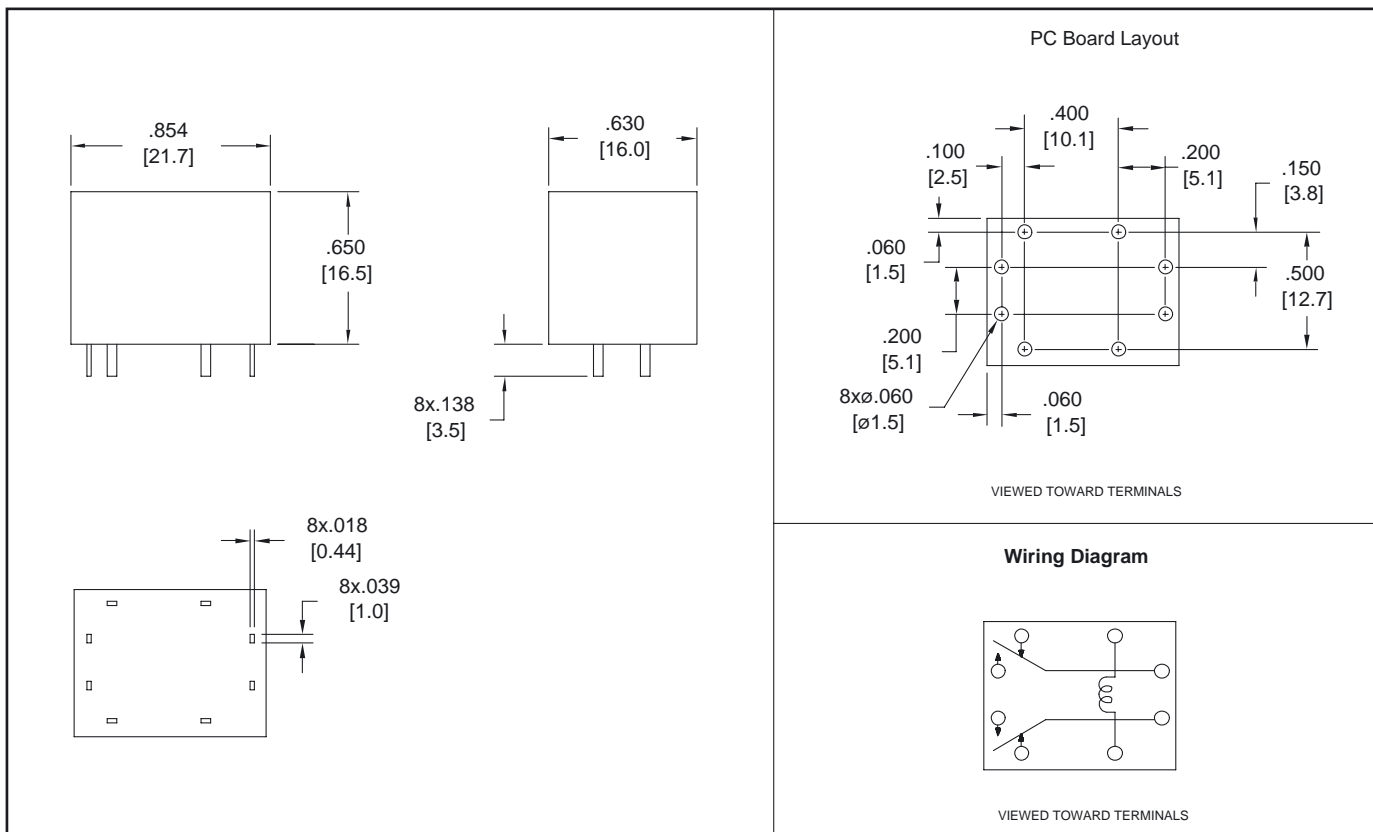 .854
[21.7]
.630
[16.0]
.650
[16.5]
8x.138
[3.5]
8x.018
[0.44]
8x.039
[1.0]
PC Board Layout
.400
[10.1]
.100
[2.5]
.200
[5.1]
.150
[3.8]
.060
[1.5]
.500
[12.7]
.200
[5.1]
8xø.060
[ø1.5]
.060
[1.5]
VIEWED TOWARD TERMINALS
Wiring Diagram
VIEWED TOWARD TERMINALS